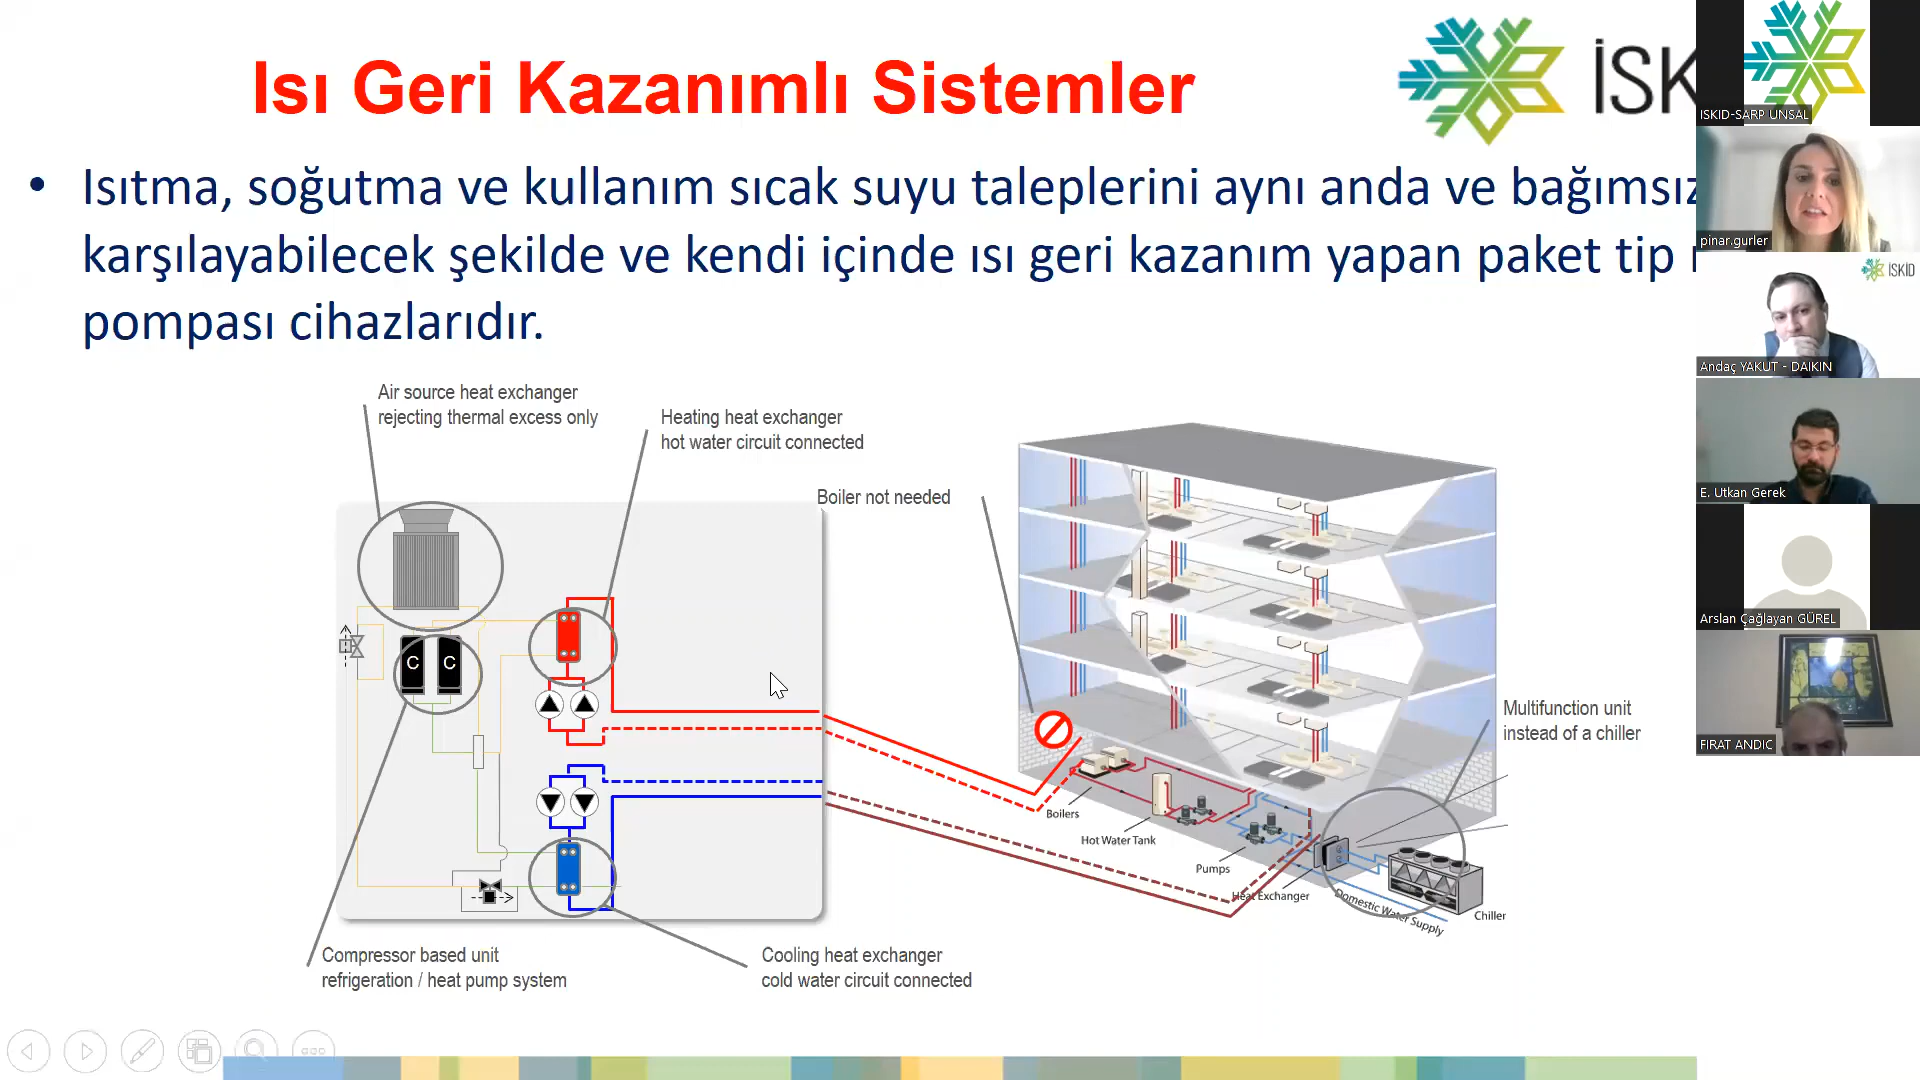 Isı Geri Kazanımlı Sistemler
İSK
• Isıtma, soğutma ve kullanım sıcak suyu taleplerini aynı anda ve
karşılayabilecek şekilde ve kendi içinde ısı geri kazanım yapan paket tip
pompası cihazlarıdır.
Air source heat exchanger
rejecting thermal excess only
Heating heat exchanger
hot water circuit connected
Boiler not needed
C
C
Multifunction unit
instead of a chiller
Boilers
Hot Water Tank
Pumps
Heat Exchanger
Domestic Water Supply
Chiller
Compressor based unit
refrigeration / heat pump system
Cooling heat exchanger
cold water circuit connected
ISKID-SARP UNSAL
pinar.gurler
İSKİD
Andaç YAKUT - DAIKIN
E. Utkan Gerek
Arslan Çağlayan GÜREL
FIRAT ANDIC